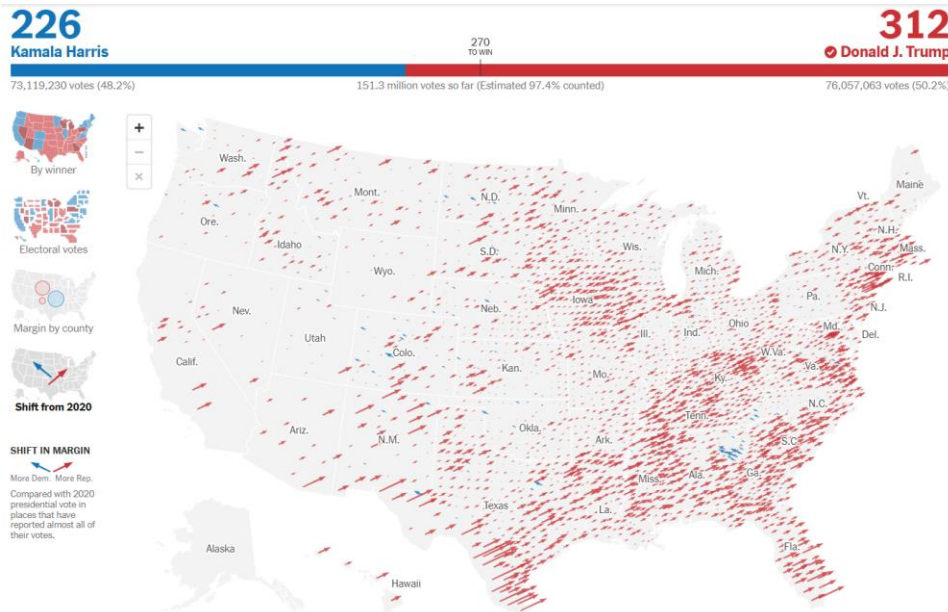 226
Kamala Harris
270
TO WIN
312
Donald J. Trump
73,119,230 votes (48.2%)
151.3 million votes so far (Estimated 97.4% counted)
76,057,063 votes (50.2%)
By winner
Electoral votes
Margin by county
Shift from 2020
SHIFT IN MARGIN
More Dem. More Rep.
Compared with 2020
presidential vote in
places that have
reported almost all of
their votes.
+
−
×
Wash.
Mont.
N.D.
Minn.
Vt.
Maine
Ore.
Idaho
S.D.
Wis.
Mich.
N.Y.
N.H.
Mass.
Wyo.
Conn.
R.I.
Nev.
Neb.
Iowa
Pa.
N.J.
Utah
Colo.
Ill.
Ind.
Ohio
Md.
Del.
Calif.
Kan.
Mo.
Ky.
W.Va.
Va.
Ariz.
N.M.
Okla.
Ark.
Tenn.
N.C.
S.C.
Texas
La.
Miss.
Ala.
Ga.
Alaska
Hawaii
Fla.